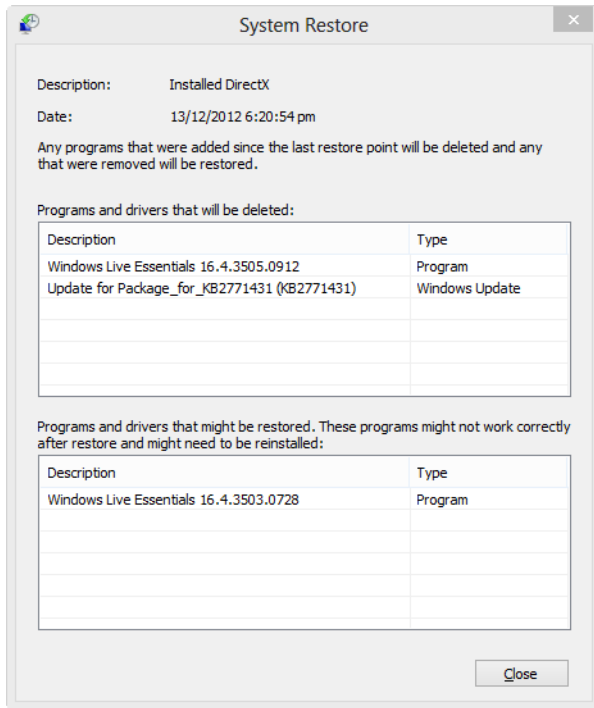 System Restore
Description: Installed DirectX
Date: 13/12/2012 6:20:54 pm
Any programs that were added since the last restore point will be deleted and any
that were removed will be restored.
Programs and drivers that will be deleted:
Description Type
Windows Live Essentials 16.4.3505.0912 Program
Update for Package_for_KB2771431 (KB2771431) Windows Update
Programs and drivers that might be restored. These programs might not work correctly
after restore and might need to be reinstalled:
Description Type
Windows Live Essentials 16.4.3503.0728 Program
Close